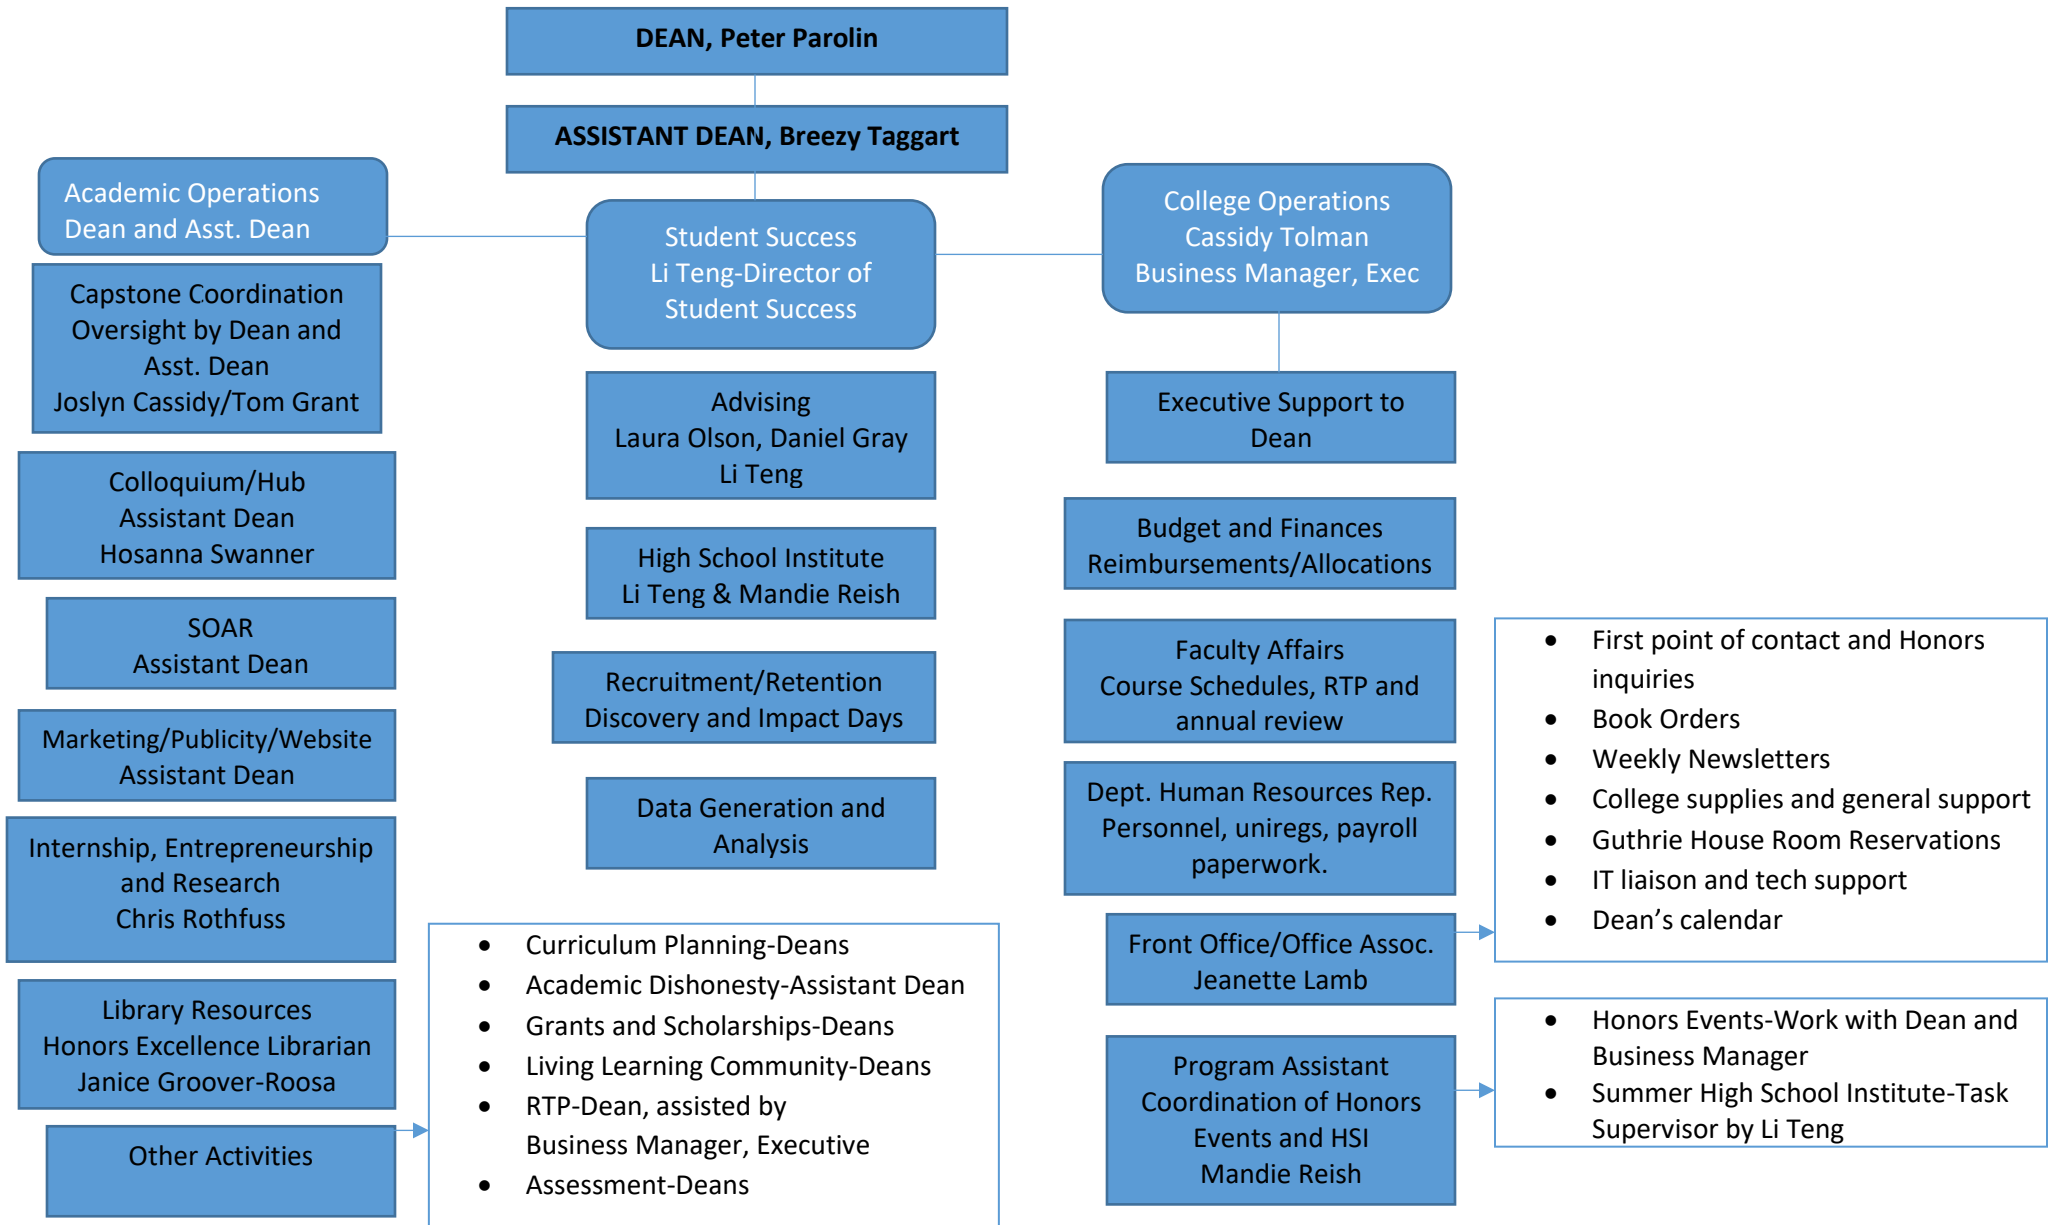 DEAN, Peter Parolin
ASSISTANT DEAN, Breezy Taggart
Academic Operations
Dean and Asst. Dean
Capstone Coordination
Oversight by Dean and
Asst. Dean
Joslyn Cassidy/Tom Grant
Colloquium/Hub
Assistant Dean
Hosanna Swanner
SOAR
Assistant Dean
Marketing/Publicity/Website
Assistant Dean
Internship, Entrepreneurship
and Research
Chris Rothfuss
Library Resources
Honors Excellence Librarian
Janice Groover-Roosa
Other Activities
• Curriculum Planning-Deans
• Academic Dishonesty-Assistant Dean
• Grants and Scholarships-Deans
• Living Learning Community-Deans
• RTP-Dean, assisted by
Business Manager, Executive
• Assessment-Deans
Student Success
Li Teng-Director of
Student Success
Advising
Laura Olson, Daniel Gray
Li Teng
High School Institute
Li Teng & Mandie Reish
Recruitment/Retention
Discovery and Impact Days
Data Generation and
Analysis
College Operations
Cassidy Tolman
Business Manager, Exec
Executive Support to
Dean
Budget and Finances
Reimbursements/Allocations
Faculty Affairs
Course Schedules, RTP and
annual review
Dept. Human Resources Rep.
Personnel, uniregs, payroll
paperwork.
Front Office/Office Assoc.
Jeanette Lamb
• First point of contact and Honors
inquiries
• Book Orders
• Weekly Newsletters
• College supplies and general support
• Guthrie House Room Reservations
• IT liaison and tech support
• Dean’s calendar
Program Assistant
Coordination of Honors
Events and HSI
Mandie Reish
• Honors Events-Work with Dean and
Business Manager
• Summer High School Institute-Task
Supervisor by Li Teng